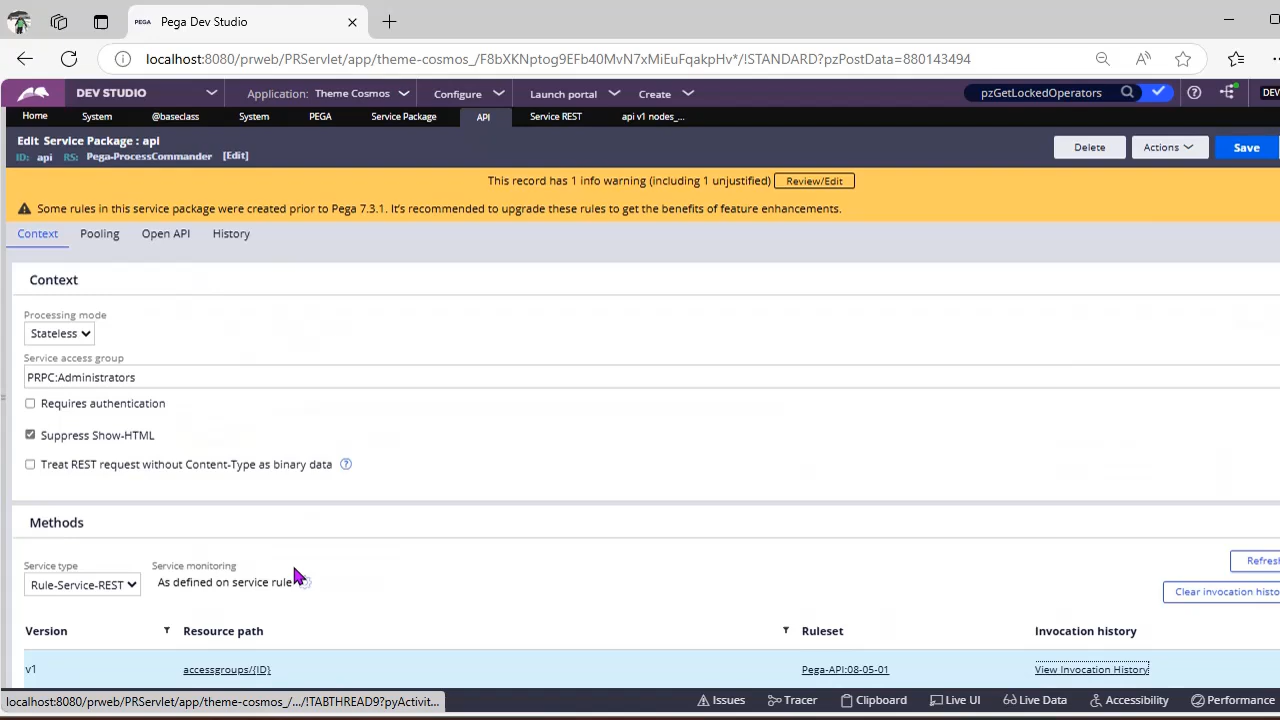 PEGA Pega Dev Studio
localhost:8080/prweb/PRServlet/app/theme-cosmos_/F8bXKNptog9EFb40MvN7xMiEuFqakpHv*/!STANDARD?pzPostData=880143494
DEV STUDIO Application: Theme Cosmos Configure Launch portal Create pzGetLockedOperators DEV
Home System @baseclass System PEGA Service Package API Service REST api v1 nodes_...
Edit Service Package : api
ID: api RS: Pega-ProcessCommander [Edit]
Delete Actions Save
This record has 1 info warning (including 1 unjustified) Review/Edit
Some rules in this service package were created prior to Pega 7.3.1. It's recommended to upgrade these rules to get the benefits of feature enhancements.
Context Pooling Open API History
Context
Processing mode
Stateless
Service access group
PRPC:Administrators
Requires authentication
Suppress Show-HTML
Treat REST request without Content-Type as binary data ?
Methods
Service type Service monitoring
Rule-Service-REST As defined on service rule
Refresh
Clear invocation histo
Version Resource path Ruleset Invocation history
v1 accessgroups/{ID} Pega-API:08-05-01 View Invocation History
localhost:8080/prweb/PRServlet/app/theme-cosmos_/.../!TABTHREAD9?pyActivit...
Issues Tracer Clipboard Live UI Live Data Accessibility Performance